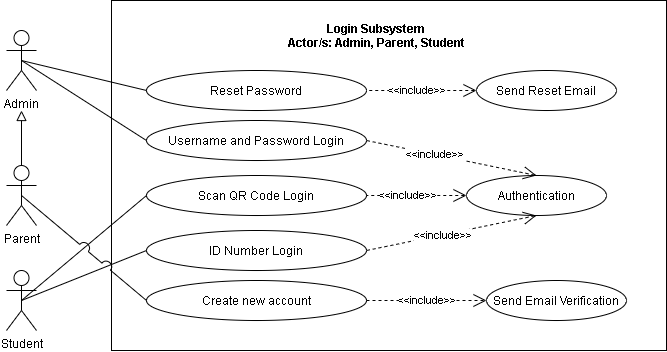 Login Subsystem
Actor/s: Admin, Parent, Student
Admin
Reset Password
<<include>>
Send Reset Email
Username and Password Login
<<include>>
Parent
Scan QR Code Login
<<include>>
Authentication
ID Number Login
<<include>>
Student
Create new account
<<include>>
Send Email Verification